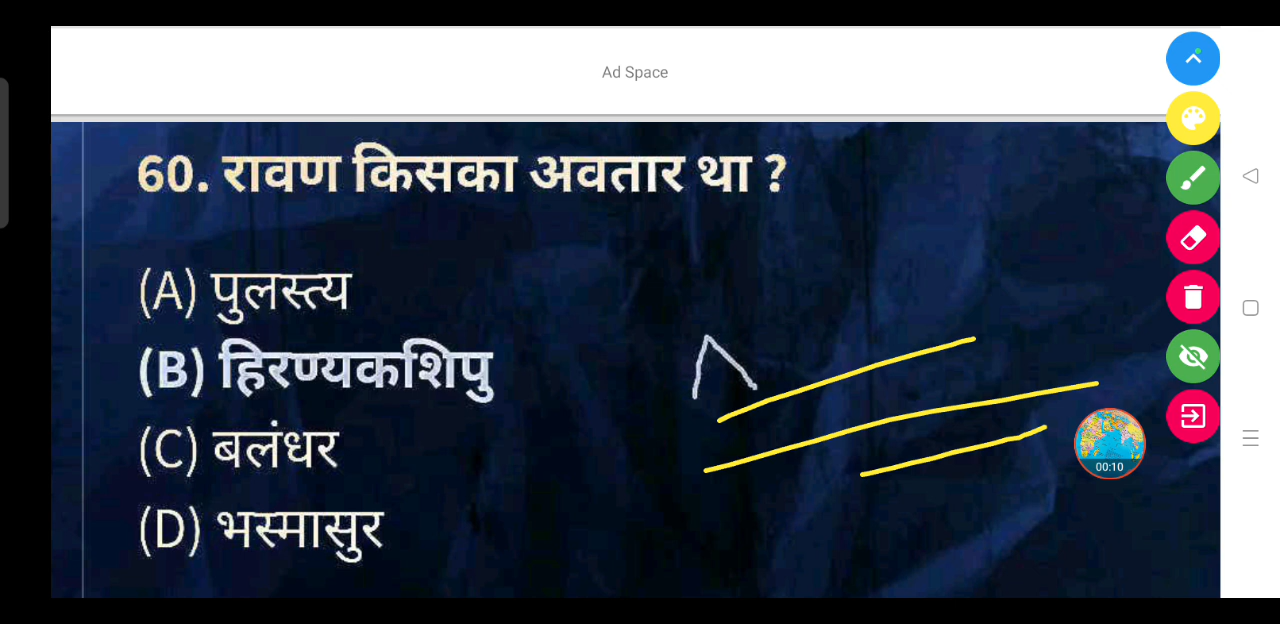 Ad Space
60. रावण किसका अवतार था ?
(A) पुलस्त्य
(B) हिरण्यकशिपु
(C) बलंधर
(D) भस्मासुर
00:10